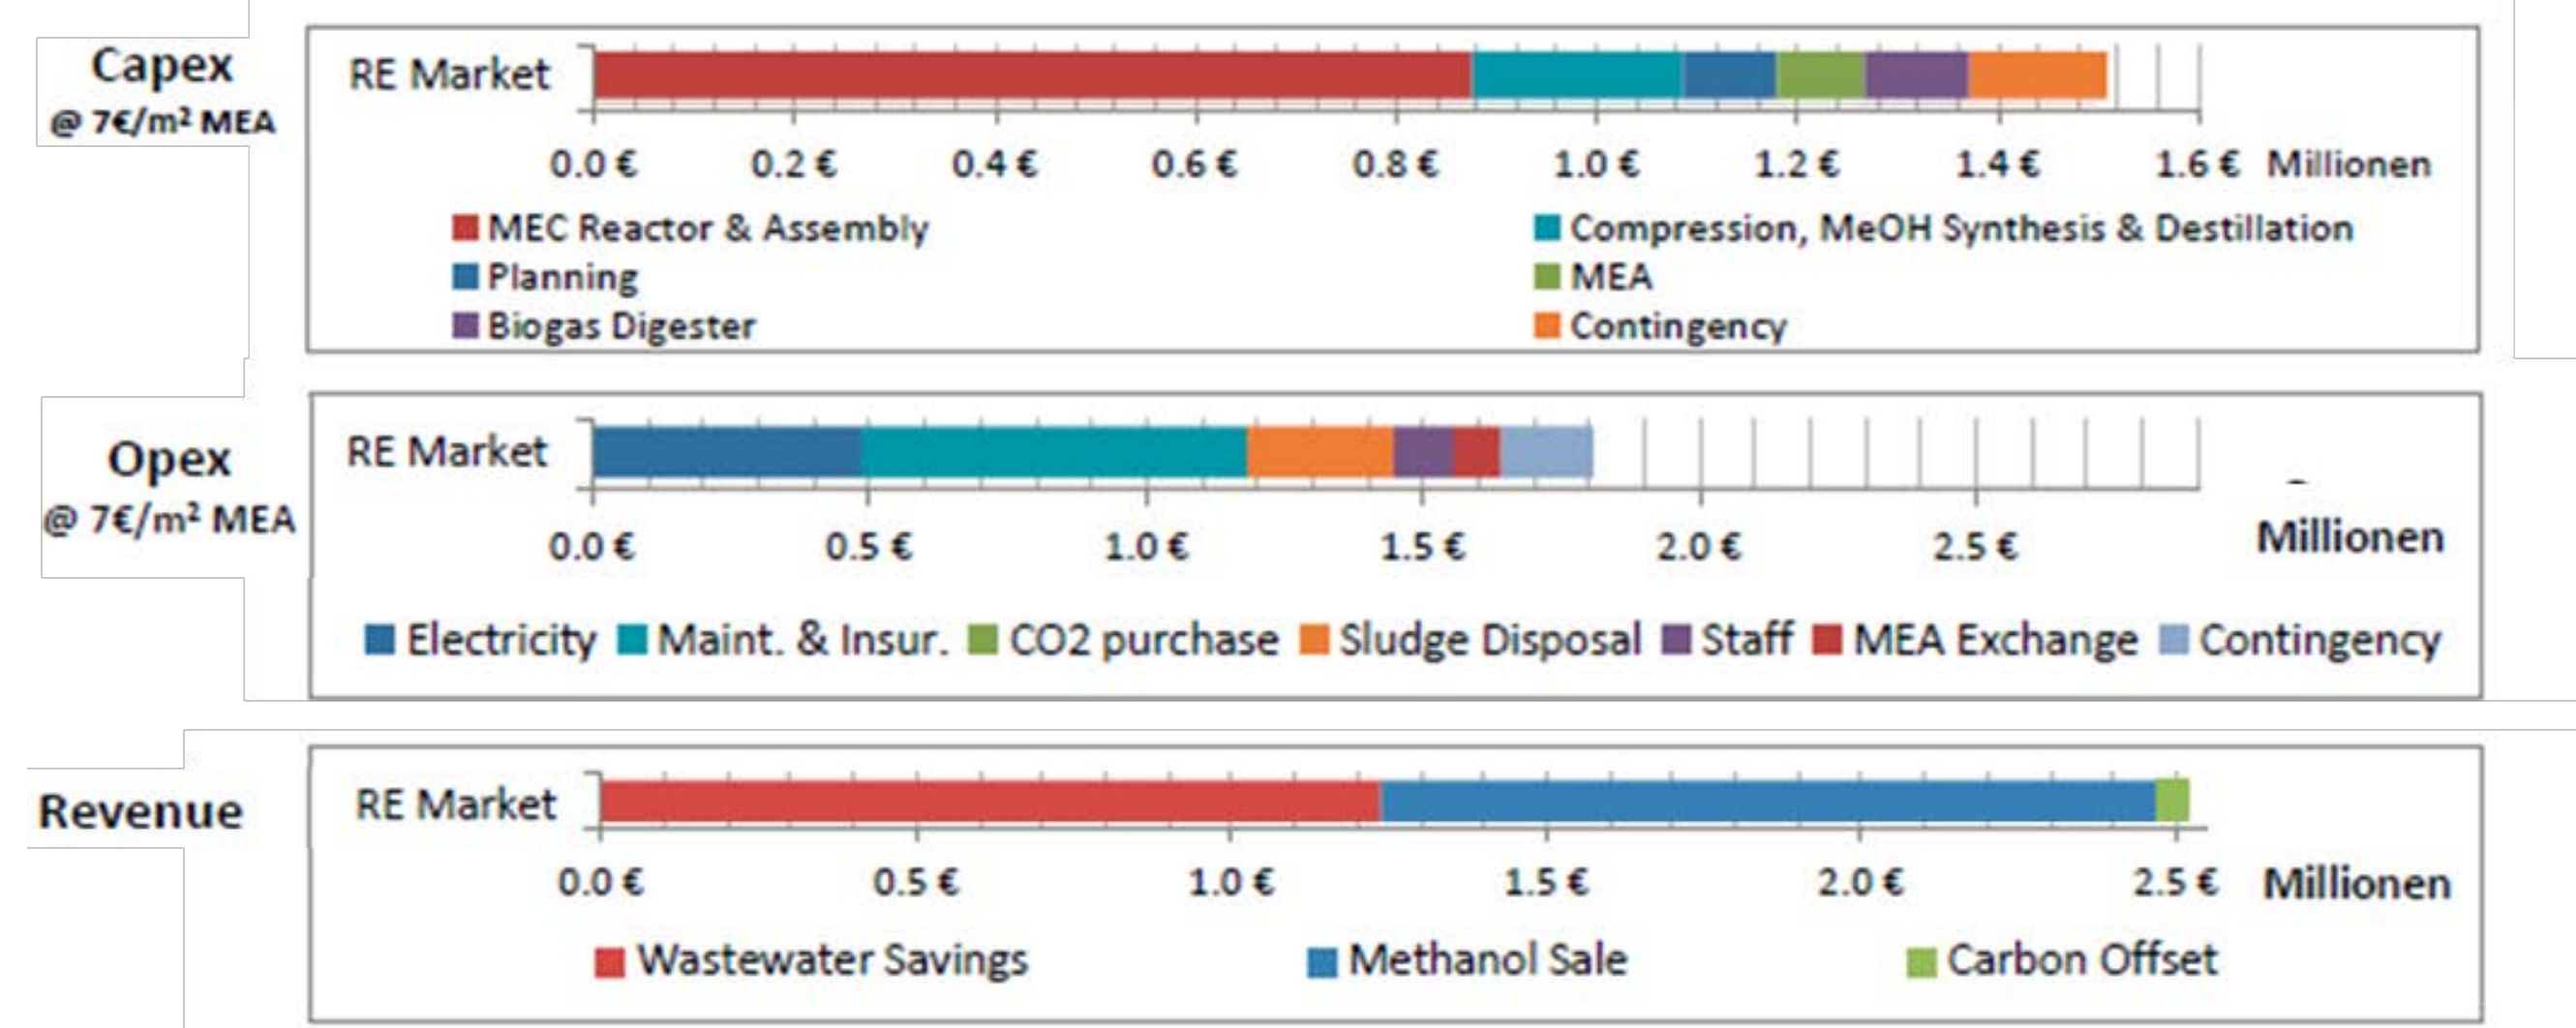 Capex
@ 7€/m² MEA
RE Market
0.0 € 0.2 € 0.4 € 0.6 € 0.8 € 1.0 € 1.2 € 1.4 € 1.6 € Millionen
MEC Reactor & Assembly Compression, MeOH Synthesis & Destillation
Planning MEA
Biogas Digester Contingency
Opex
@ 7€/m² MEA
RE Market
0.0 € 0.5 € 1.0 € 1.5 € 2.0 € 2.5 € Millionen
Electricity Maint. & Insur. CO2 purchase Sludge Disposal Staff MEA Exchange Contingency
Revenue
RE Market
0.0 € 0.5 € 1.0 € 1.5 € 2.0 € 2.5 € Millionen
Wastewater Savings Methanol Sale Carbon Offset